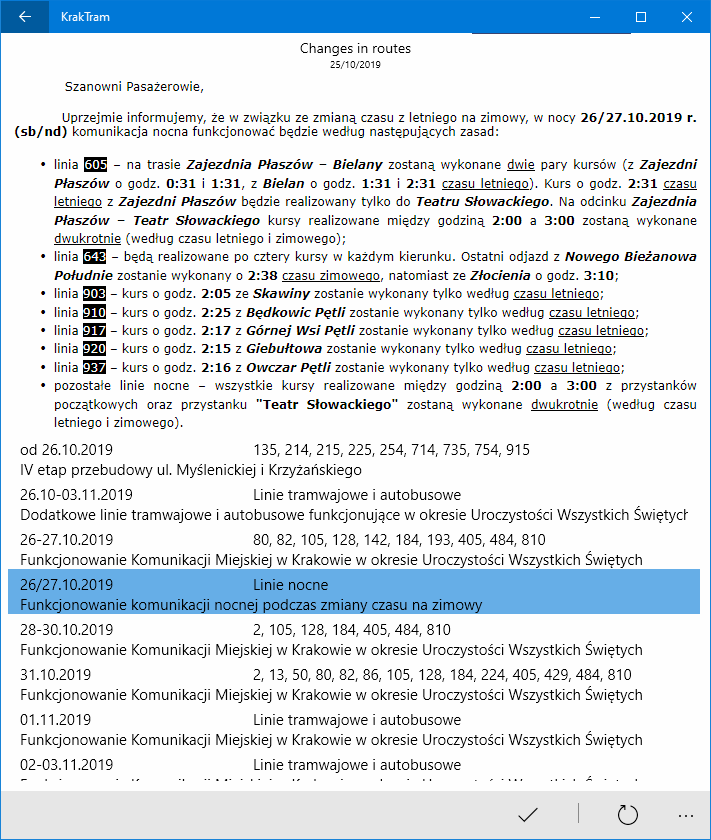 KrakTram
Changes in routes
25/10/2019
Szanowni Pasażerowie,
Uprzejmie informujemy, że w związku ze zmianą czasu z letniego na zimowy, w nocy 26/27.10.2019 r.
(sb/nd) komunikacja nocna funkcjonować będzie według następujących zasad:
• linia 605 – na trasie Zajezdnia Płaszów – Bielany zostaną wykonane dwie pary kursów (z Zajezdni
Płaszów o godz. 0:31 i 1:31, z Bielan o godz. 1:31 i 2:31 czasu letniego). Kurs o godz. 2:31 czasu
letniego z Zajezdni Płaszów będzie realizowany tylko do Teatru Słowackiego. Na odcinku Zajezdnia
Płaszów – Teatr Słowackiego kursy realizowane między godziną 2:00 a 3:00 zostaną wykonane
dwukrotnie (według czasu letniego i zimowego);
• linia 643 – będą realizowane po cztery kursy w każdym kierunku. Ostatni odjazd z Nowego Bieżanowa
Południe zostanie wykonany o 2:38 czasu zimowego, natomiast ze Złocienia o godz. 3:10;
• linia 903 – kurs o godz. 2:05 ze Skawiny zostanie wykonany tylko według czasu letniego;
• linia 910 – kurs o godz. 2:25 z Będkowic Pętli zostanie wykonany tylko według czasu letniego;
• linia 917 – kurs o godz. 2:17 z Górnej Wsi Pętli zostanie wykonany tylko według czasu letniego;
• linia 920 – kurs o godz. 2:15 z Giebułtowa zostanie wykonany tylko według czasu letniego;
• linia 937 – kurs o godz. 2:16 z Owczar Pętli zostanie wykonany tylko według czasu letniego;
• pozostałe linie nocne – wszystkie kursy realizowane między godziną 2:00 a 3:00 z przystanków
początkowych oraz przystanku "Teatr Słowackiego" zostaną wykonane dwukrotnie (według czasu
letniego i zimowego).
od 26.10.2019 135, 214, 215, 225, 254, 714, 735, 754, 915
IV etap przebudowy ul. Myślenickiej i Krzyżańskiego
26.10-03.11.2019 Linie tramwajowe i autobusowe
Dodatkowe linie tramwajowe i autobusowe funkcjonujące w okresie Uroczystości Wszystkich Świętych
26-27.10.2019 80, 82, 105, 128, 142, 184, 193, 405, 484, 810
Funkcjonowanie Komunikacji Miejskiej w Krakowie w okresie Uroczystości Wszystkich Świętych
26/27.10.2019 Linie nocne
Funkcjonowanie komunikacji nocnej podczas zmiany czasu na zimowy
28-30.10.2019 2, 105, 128, 184, 405, 484, 810
Funkcjonowanie Komunikacji Miejskiej w Krakowie w okresie Uroczystości Wszystkich Świętych
31.10.2019 2, 13, 50, 80, 82, 86, 105, 128, 184, 224, 405, 429, 484, 810
Funkcjonowanie Komunikacji Miejskiej w Krakowie w okresie Uroczystości Wszystkich Świętych
01.11.2019 Linie tramwajowe i autobusowe
Funkcjonowanie Komunikacji Miejskiej w Krakowie w okresie Uroczystości Wszystkich Świętych
02-03.11.2019 Linie tramwajowe i autobusowe